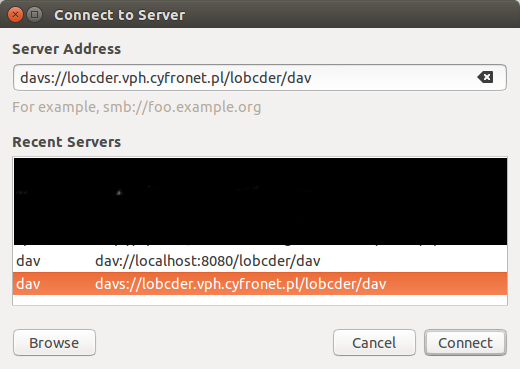 Connect to Server
Server Address
davs://lobcder.vph.cyfronet.pl/lobcder/dav
For example, smb://foo.example.org
Recent Servers
dav dav://localhost:8080/lobcder/dav
dav davs://lobcder.vph.cyfronet.pl/lobcder/dav
Browse Cancel Connect